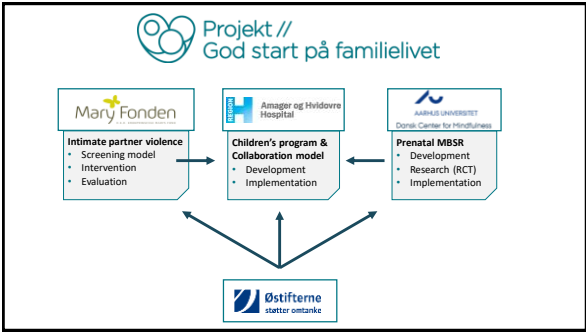 Projekt //
God start på familielivet
Mary Fonden
Intimate partner violence
• Screening model
• Intervention
• Evaluation
REGION
H
Amager og Hvidovre
Hospital
Children's program &
Collaboration model
• Development
• Implementation
AARHUS UNIVERSITET
Dansk Center for Mindfulness
Prenatal MBSR
• Development
• Research (RCT)
• Implementation
Østifterne
støtter omtanke